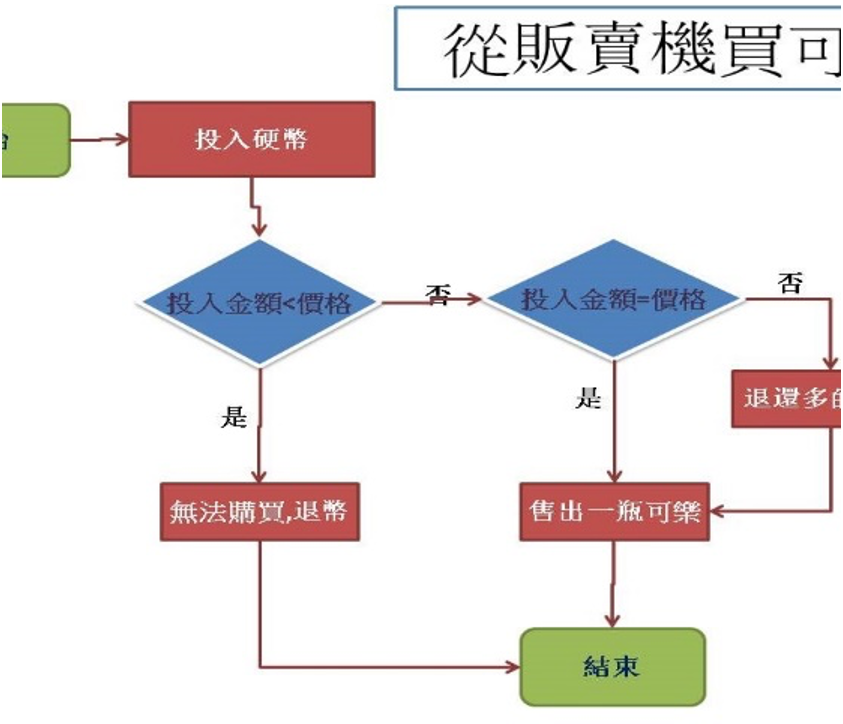 從販賣機買可
投入硬幣
投入金額<價格
否
投入金額=價格
否
是
是
退還多
無法購買,退幣
售出一瓶可樂
結束